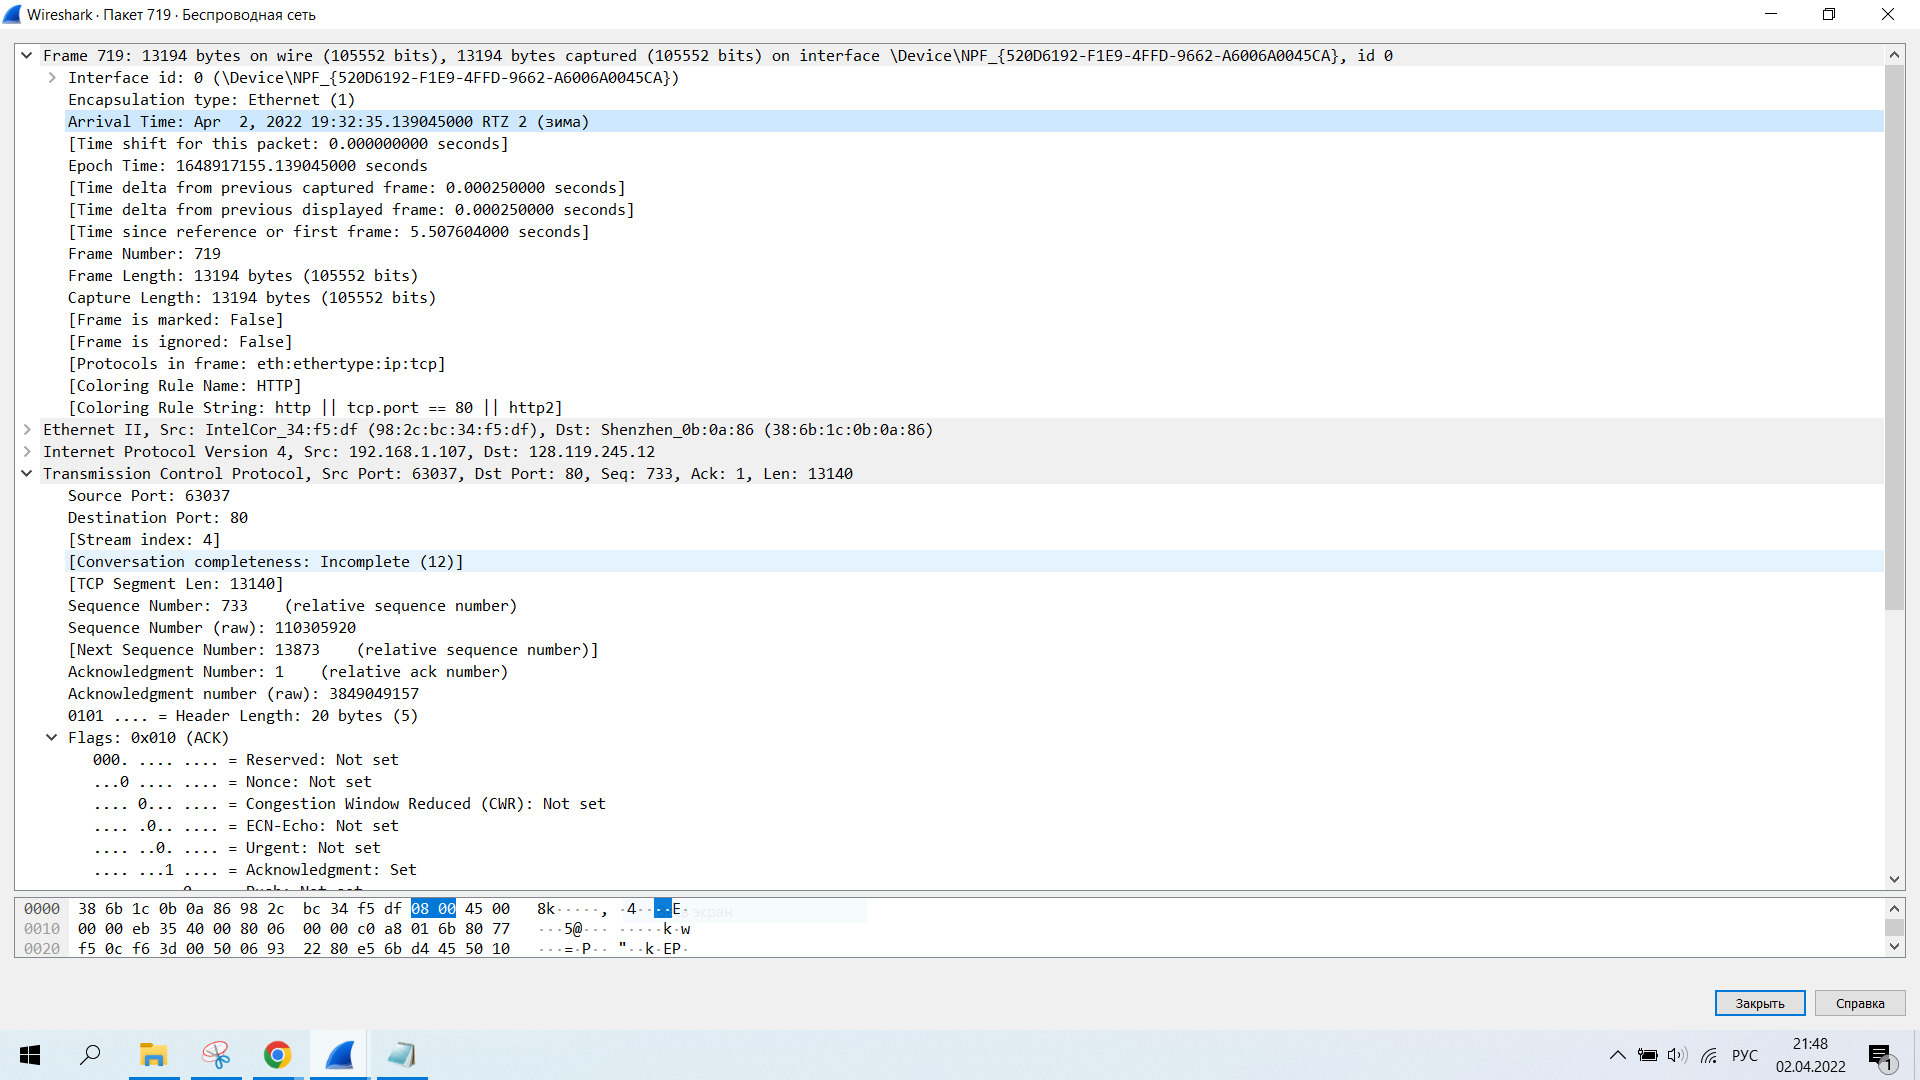 Wireshark · Пакет 719 · Беспроводная сеть
Frame 719: 13194 bytes on wire (105552 bits), 13194 bytes captured (105552 bits) on interface \Device\NPF_{520D6192-F1E9-4FFD-9662-A6006A0045CA}, id 0
Interface id: 0 (\Device\NPF_{520D6192-F1E9-4FFD-9662-A6006A0045CA})
Encapsulation type: Ethernet (1)
Arrival Time: Apr  2, 2022 19:32:35.139045000 RTZ 2 (зима)
[Time shift for this packet: 0.000000000 seconds]
Epoch Time: 1648917155.139045000 seconds
[Time delta from previous captured frame: 0.000250000 seconds]
[Time delta from previous displayed frame: 0.000250000 seconds]
[Time since reference or first frame: 5.507604000 seconds]
Frame Number: 719
Frame Length: 13194 bytes (105552 bits)
Capture Length: 13194 bytes (105552 bits)
[Frame is marked: False]
[Frame is ignored: False]
[Protocols in frame: eth:ethertype:ip:tcp]
[Coloring Rule Name: HTTP]
[Coloring Rule String: http || tcp.port == 80 || http2]
Ethernet II, Src: IntelCor_34:f5:df (98:2c:bc:34:f5:df), Dst: Shenzhen_0b:0a:86 (38:6b:1c:0b:0a:86)
Internet Protocol Version 4, Src: 192.168.1.107, Dst: 128.119.245.12
Transmission Control Protocol, Src Port: 63037, Dst Port: 80, Seq: 733, Ack: 1, Len: 13140
Source Port: 63037
Destination Port: 80
[Stream index: 4]
[Conversation completeness: Incomplete (12)]
[TCP Segment Len: 13140]
Sequence Number: 733    (relative sequence number)
Sequence Number (raw): 110305920
[Next Sequence Number: 13873    (relative sequence number)]
Acknowledgment Number: 1    (relative ack number)
Acknowledgment number (raw): 3849049157
0101 .... = Header Length: 20 bytes (5)
Flags: 0x010 (ACK)
000. .... .... = Reserved: Not set
...0 .... .... = Nonce: Not set
.... 0... .... = Congestion Window Reduced (CWR): Not set
.... .0.. .... = ECN-Echo: Not set
.... ..0. .... = Urgent: Not set
.... ...1 .... = Acknowledgment: Set
0000  38 6b 1c 0b 0a 86 98 2c  bc 34 f5 df 08 00 45 00   8k·····, ·4····E· экран
0010  00 00 eb 35 40 00 80 06  00 00 c0 a8 01 6b 80 77   ···5@··· ·····k·w
0020  f5 0c f6 3d 00 50 06 93  22 80 e5 6b d4 45 50 10   ···=·P·· "··k·EP·
Закрыть
Справка
РУС
21:48
02.04.2022
1